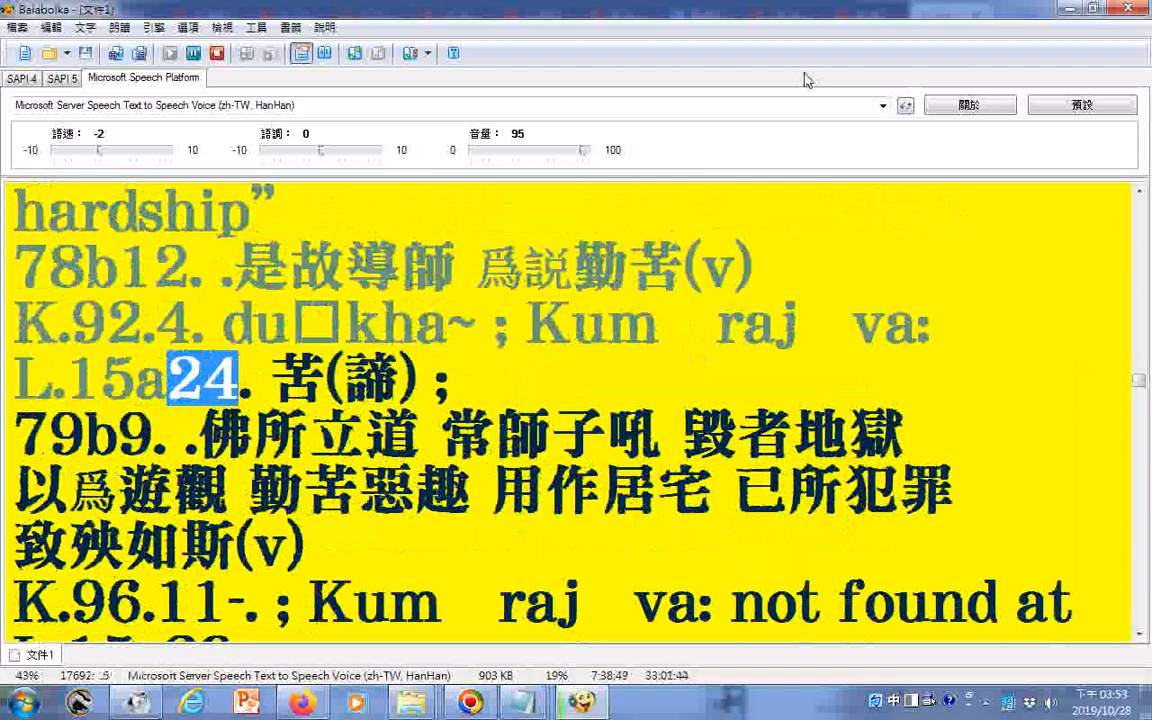 Balabolka - [文件1]
檔案 編輯 文字 朗讀 引擎 選項 檢視 工具 書籤 說明
SAPI 4 SAPI 5 Microsoft Speech Platform
Microsoft Server Speech Text to Speech Voice (zh-TW, HanHan) 關於 預設
語速： -2 語調： 0 音量： 95
-10 10 -10 10 0 100
hardship”
78b12. .是故導師 爲説勤苦(v)
K.92.4. du□kha~ ; Kum raj va:
L.15a24. 苦(諦) ;
79b9. .佛所立道 常師子吼 毀者地獄
以爲遊觀 勤苦惡趣 用作居宅 已所犯罪
致殃如斯(v)
K.96.11-. ; Kum raj va: not found at
文件1
43% Microsoft Server Speech Text to Speech Voice (zh-TW, HanHan) 903 KB 19% 7:38:49 33:01:44
中 下午 03:53
2019/10/28